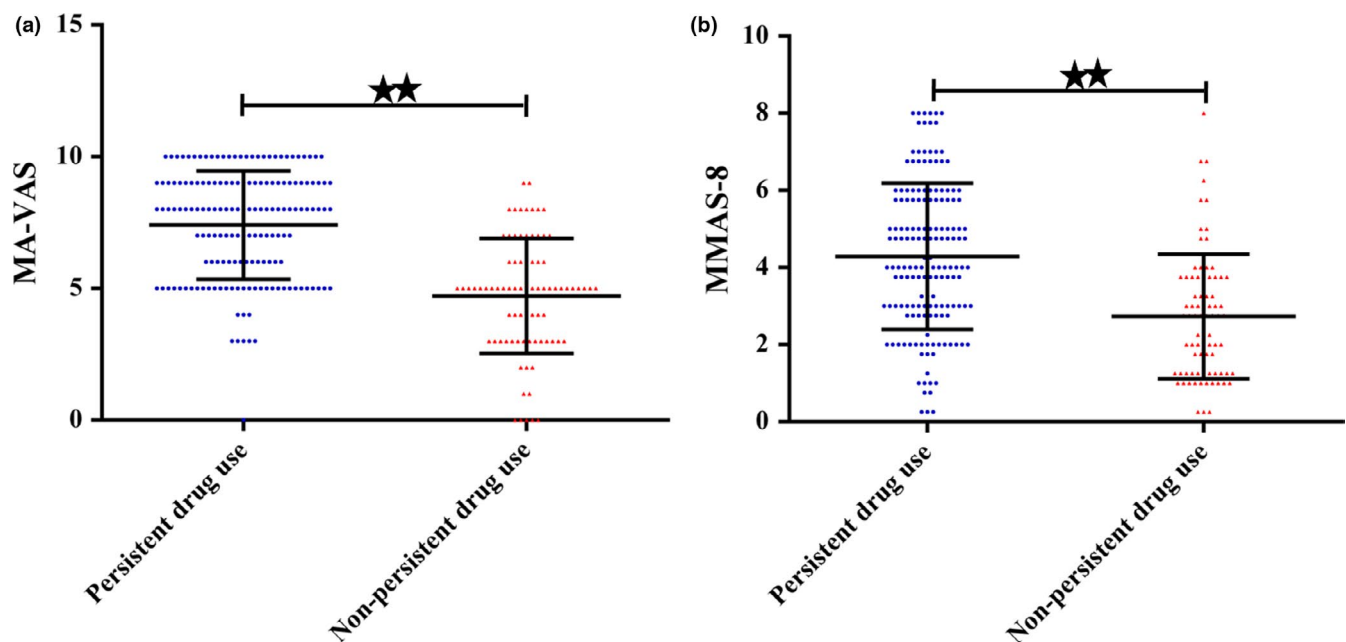 (a)
15
10
5
0
MA-VAS
★★
Persistent drug use
Non-persistent drug use
(b)
10
8
6
4
2
0
MMAS-8
★★
Persistent drug use
Non-persistent drug use